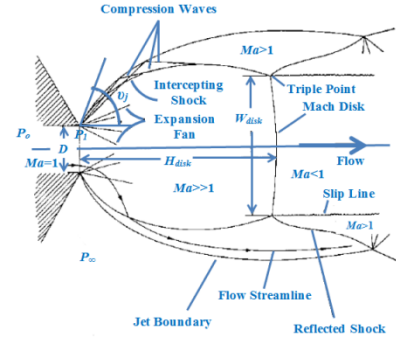 Compression Waves
Ma>1
υj
Intercepting
Shock
Triple Point
Mach Disk
P1
Expansion
Fan
Wdisk
Po
D
Ma=1
Hdisk
Flow
Ma>>1
Ma<1
Slip Line
Ma>1
P∞
Flow Streamline
Jet Boundary
Reflected Shock